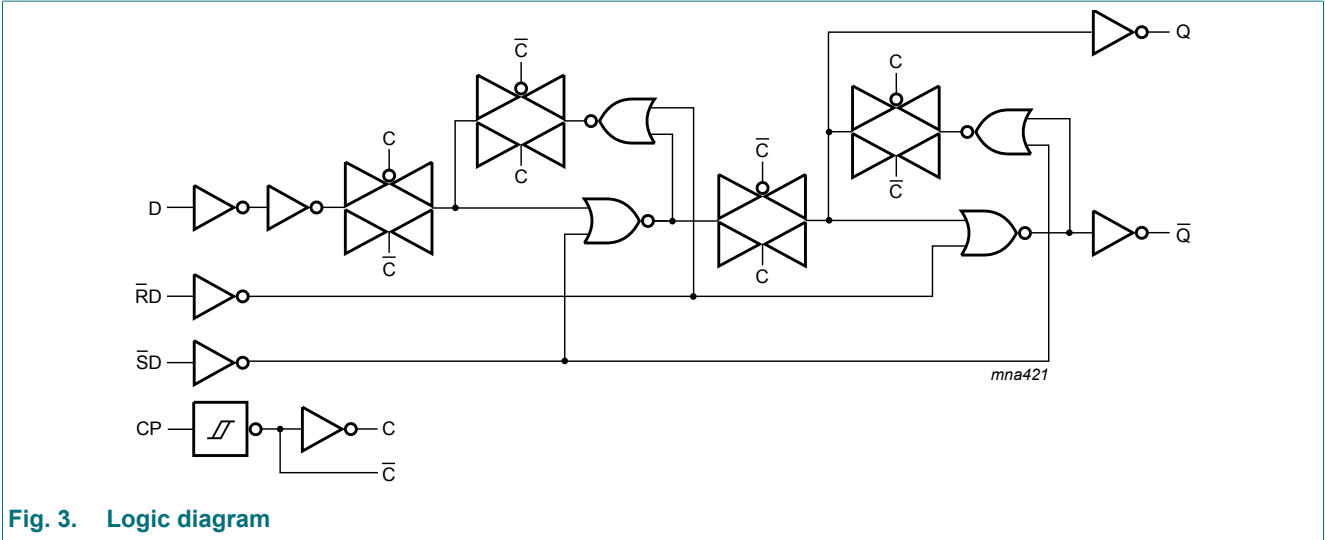 Q
C̅
C
C
C̅
C
D
C
C̅
Q̅
C̅
C
R̅D
S̅D
mna421
CP
C
C̅
Fig. 3. Logic diagram